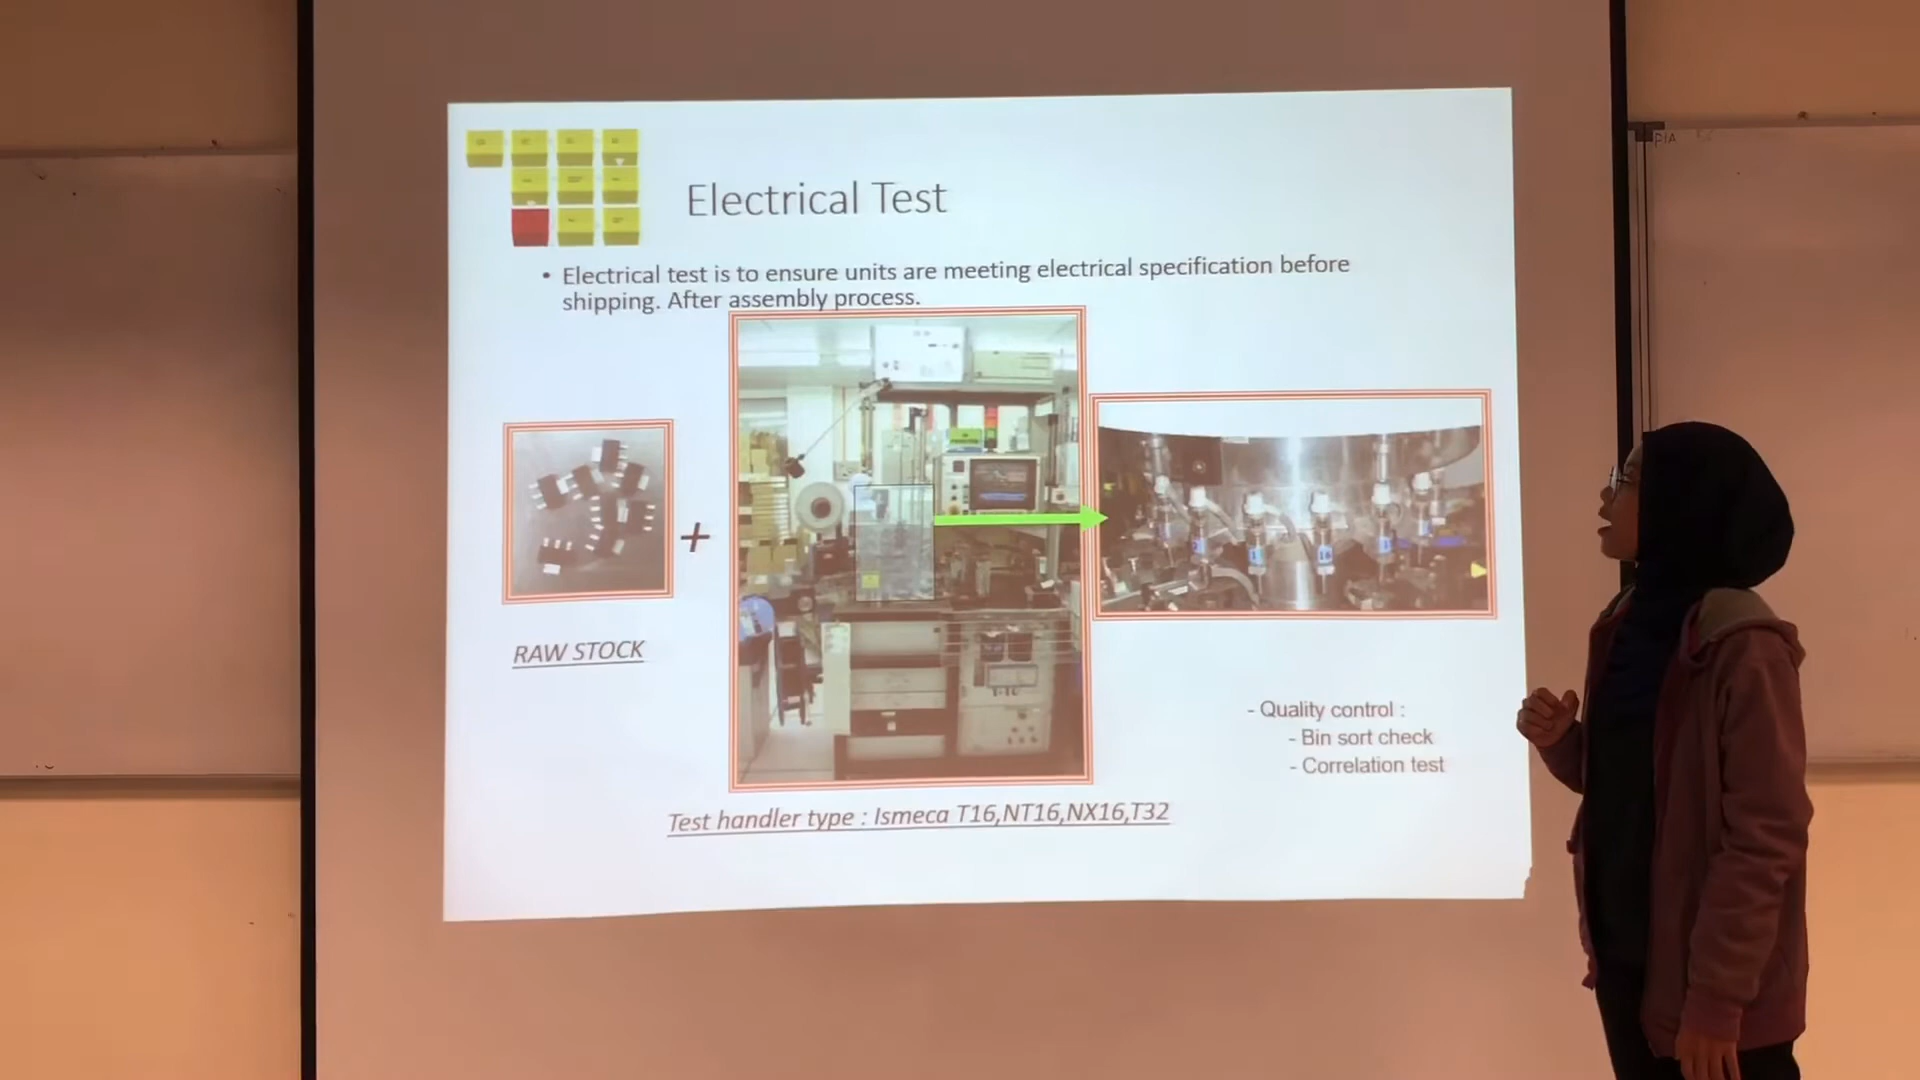 Electrical Test
• Electrical test is to ensure units are meeting electrical specification before
shipping. After assembly process.
+
RAW STOCK
16
- Quality control :
- Bin sort check
- Correlation test
Test handler type : Ismeca T16,NT16,NX16,T32